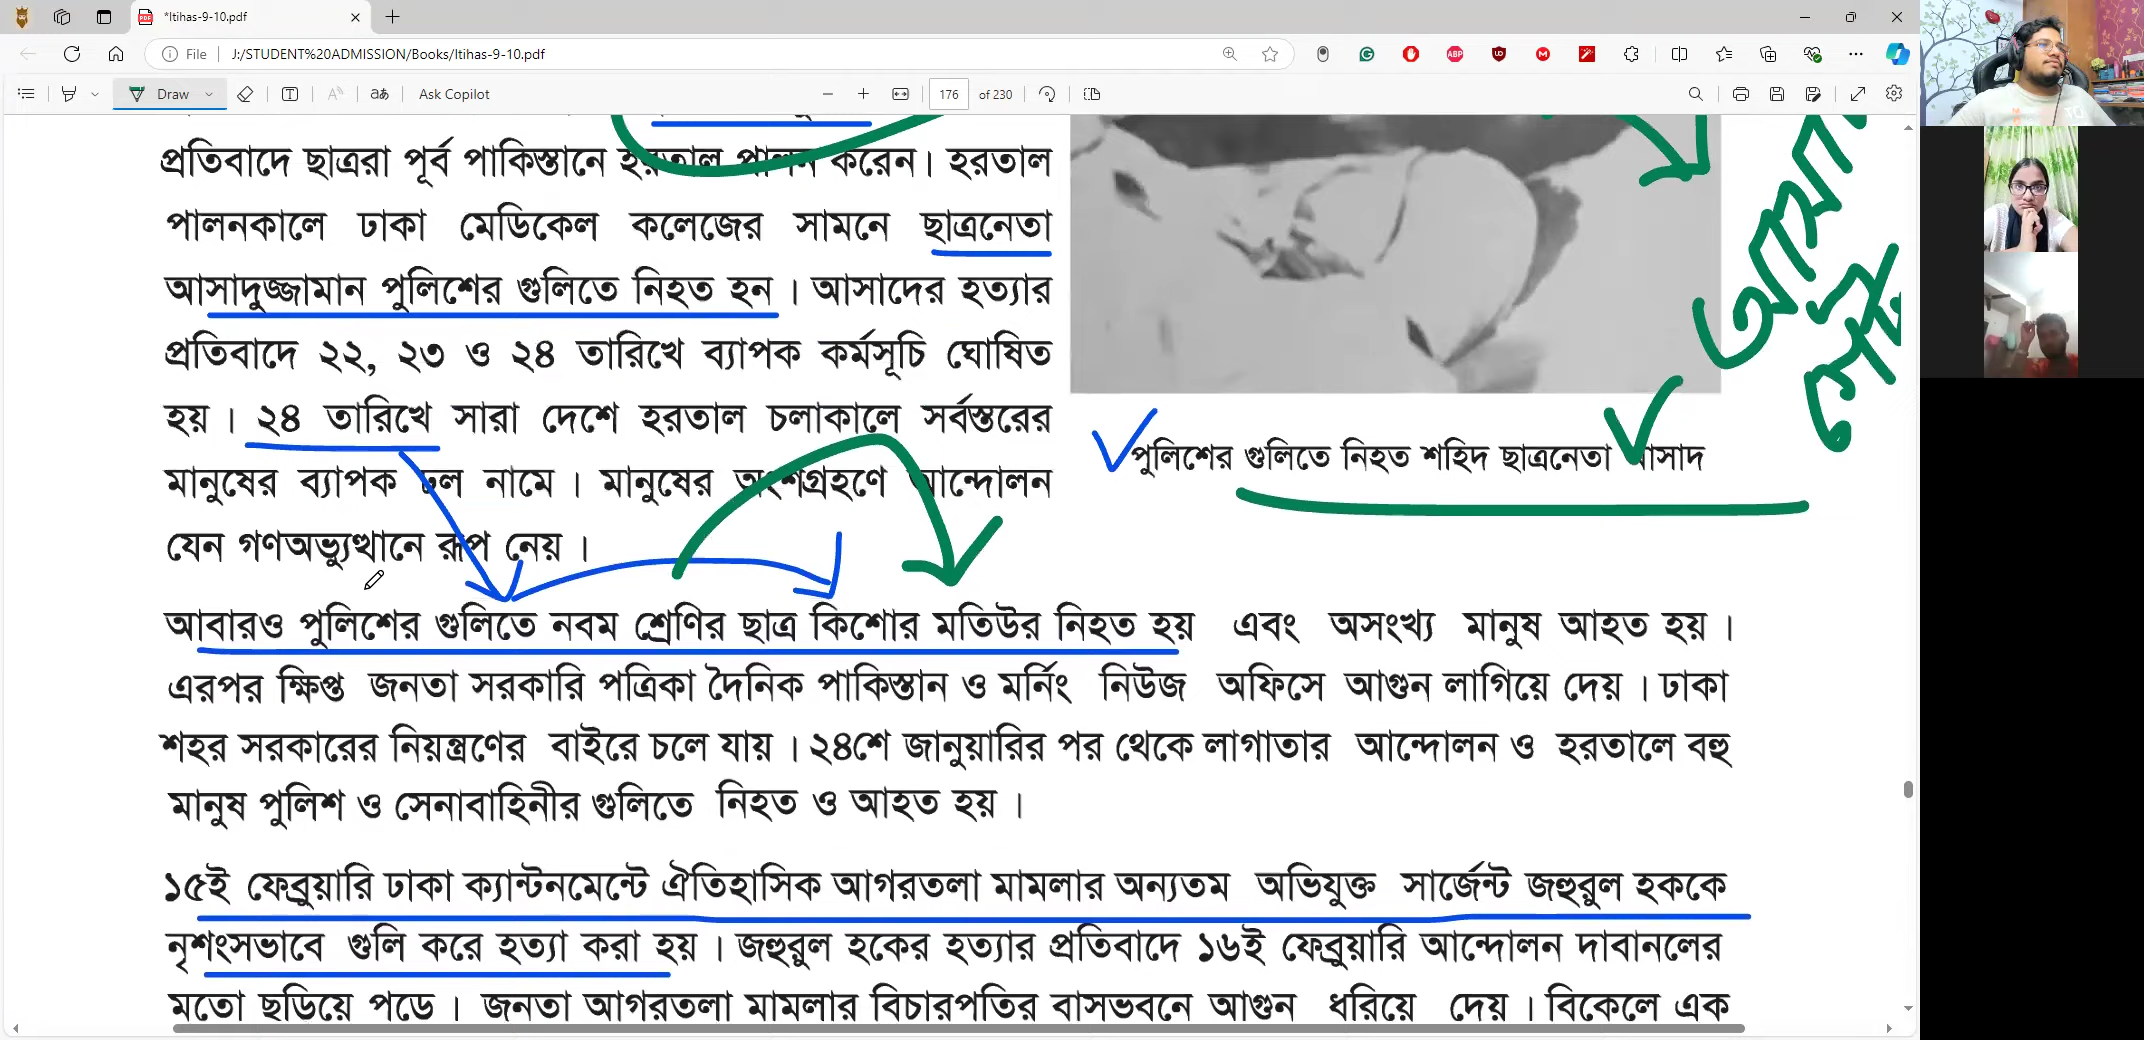 *Itihas-9-10.pdf
File J:/STUDENT%20ADMISSION/Books/Itihas-9-10.pdf
Draw Ask Copilot 176 of 230
প্রতিবাদে ছাত্ররা পূর্ব পাকিস্তানে হরতাল পালন করেন। হরতাল
পালনকালে ঢাকা মেডিকেল কলেজের সামনে ছাত্রনেতা
আসাদুজ্জামান পুলিশের গুলিতে নিহত হন। আসাদের হত্যার
প্রতিবাদে ২২, ২৩ ও ২৪ তারিখে ব্যাপক কর্মসূচি ঘোষিত
হয়। ২৪ তারিখে সারা দেশে হরতাল চলাকালে সর্বস্তরের
মানুষের ব্যাপক ঢল নামে। মানুষের অংশগ্রহণে আন্দোলন
যেন গণঅভ্যুত্থানে রূপ নেয়।
পুলিশের গুলিতে নিহত শহিদ ছাত্রনেতা আসাদ
আবারও পুলিশের গুলিতে নবম শ্রেণির ছাত্র কিশোর মতিউর নিহত হয় এবং অসংখ্য মানুষ আহত হয়।
এরপর ক্ষিপ্ত জনতা সরকারি পত্রিকা দৈনিক পাকিস্তান ও মর্নিং নিউজ অফিসে আগুন লাগিয়ে দেয়। ঢাকা
শহর সরকারের নিয়ন্ত্রণের বাইরে চলে যায়। ২৪শে জানুয়ারির পর থেকে লাগাতার আন্দোলন ও হরতালে বহু
মানুষ পুলিশ ও সেনাবাহিনীর গুলিতে নিহত ও আহত হয়।
১৫ই ফেব্রুয়ারি ঢাকা ক্যান্টনমেন্টে ঐতিহাসিক আগরতলা মামলার অন্যতম অভিযুক্ত সার্জেন্ট জহুরুল হককে
নৃশংসভাবে গুলি করে হত্যা করা হয়। জহুরুল হকের হত্যার প্রতিবাদে ১৬ই ফেব্রুয়ারি আন্দোলন দাবানলের
মতো ছড়িয়ে পড়ে। জনতা আগরতলা মামলার বিচারপতির বাসভবনে আগুন ধরিয়ে দেয়। বিকেলে এক